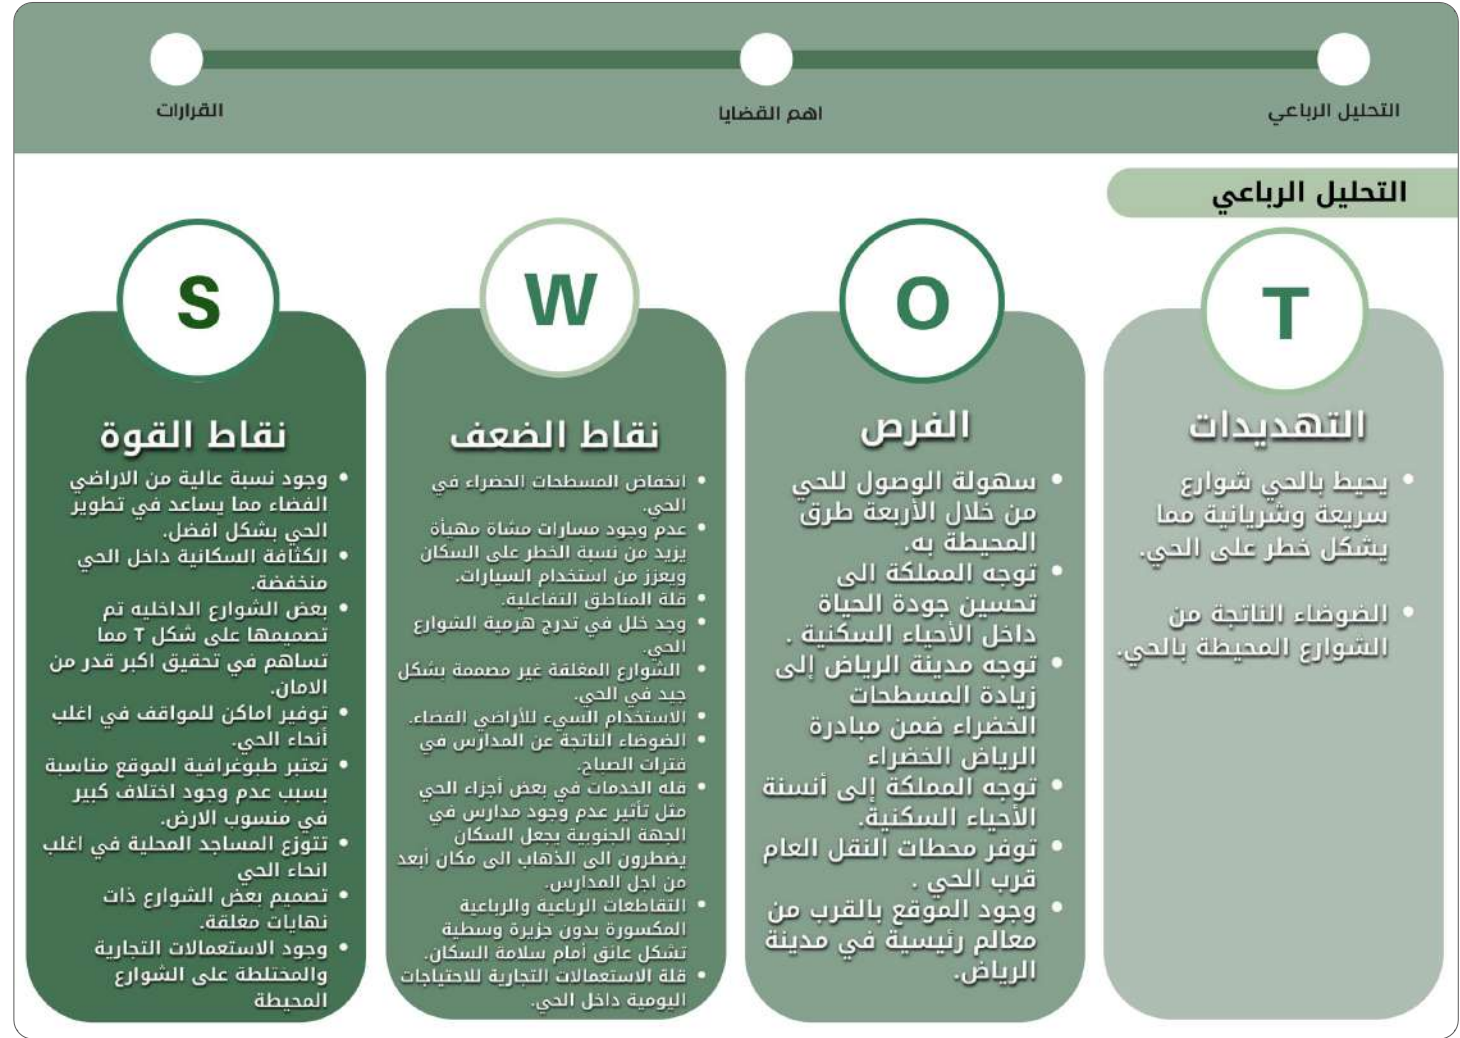 التحليل الرباعي
اهم القضايا
القرارات
التحليل الرباعي
T
التهديدات
• يحيط بالحي شوارع
سريعة وشريانية مما
يشكل خطر على الحي.
• الضوضاء الناتجة من
الشوارع المحيطة بالحي.
O
الفرص
• سهولة الوصول للحي
من خلال الأربعة طرق
المحيطة به.
• توجه المملكة الى
تحسين جودة الحياة
داخل الأحياء السكنية .
• توجه مدينة الرياض إلى
زيادة المسطحات
الخضراء ضمن مبادرة
الرياض الخضراء
• توجه المملكة إلى أنسنة
الأحياء السكنية.
• توفر محطات النقل العام
قرب الحي .
• وجود الموقع بالقرب من
معالم رئيسية في مدينة
الرياض.
W
نقاط الضعف
• انخفاض المسطحات الخضراء في
الحي.
• عدم وجود مسارات مشاة مهيأة
يزيد من نسبة الخطر على السكان
ويعزز من استخدام السيارات.
• قلة المناطق التفاعلية.
• وجد خلل في تدرج هرمية الشوارع
الحي.
• الشوارع المغلقة غير مصممة بشكل
جيد في الحي.
• الاستخدام السيء للأراضي الفضاء.
• الضوضاء الناتجة عن المدارس في
فترات الصباح.
• قله الخدمات في بعض أجزاء الحي
مثل تأثير عدم وجود مدارس في
الجهة الجنوبية يجعل السكان
يضطرون الى الذهاب الى مكان أبعد
من اجل المدارس.
• التقاطعات الرباعية والرباعية
المكسورة بدون جزيرة وسطية
تشكل عائق أمام سلامة السكان.
• قلة الاستعمالات التجارية للاحتياجات
اليومية داخل الحي.
S
نقاط القوة
• وجود نسبة عالية من الاراضي
الفضاء مما يساعد في تطوير
الحي بشكل افضل.
• الكثافة السكانية داخل الحي
منخفضة.
• بعض الشوارع الداخليه تم
تصميمها على شكل T مما
تساهم في تحقيق اكبر قدر من
الامان.
• توفير اماكن للمواقف في اغلب
أنحاء الحي.
• تعتبر طبوغرافية الموقع مناسبة
بسبب عدم وجود اختلاف كبير
في منسوب الارض.
• تتوزع المساجد المحلية في اغلب
انحاء الحي
• تصميم بعض الشوارع ذات
نهايات مغلقة.
• وجود الاستعمالات التجارية
والمختلطة على الشوارع
المحيطة